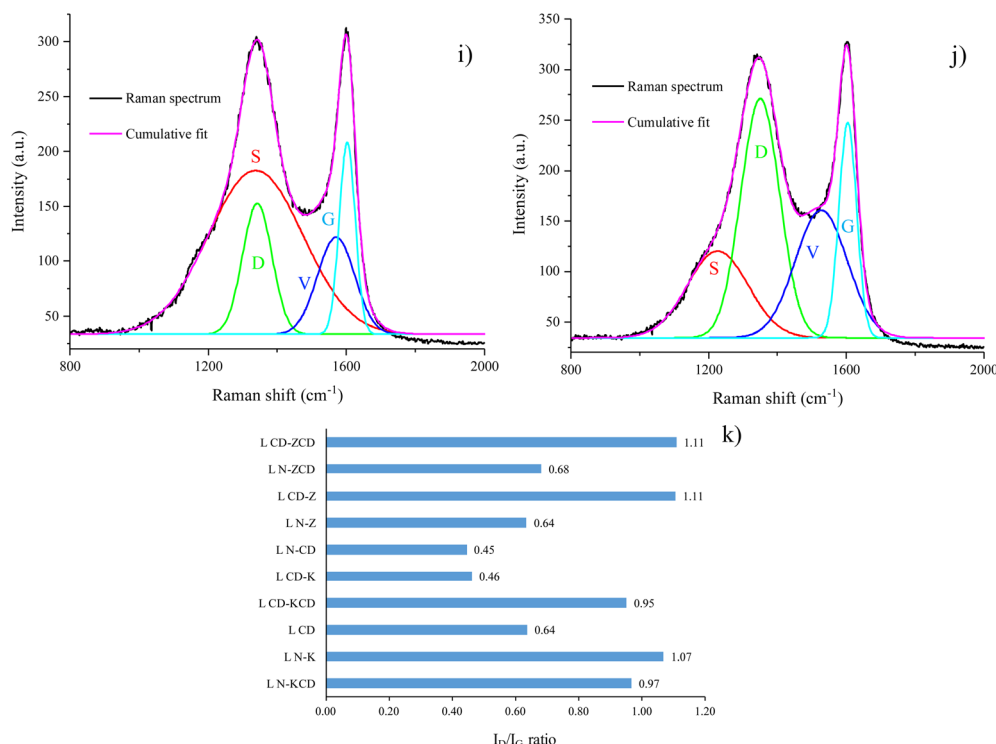 i)
300
250
200
150
100
50
Intensity (a.u.)
Raman spectrum
Cumulative fit
S
D
V
G
800
1200
1600
2000
Raman shift (cm⁻¹)
j)
350
300
250
200
150
100
50
Intensity (a.u.)
Raman spectrum
Cumulative fit
S
D
V
G
800
1200
1600
2000
Raman shift (cm⁻¹)
k)
L CD-ZCD 1.11
L N-ZCD 0.68
L CD-Z 1.11
L N-Z 0.64
L N-CD 0.45
L CD-K 0.46
L CD-KCD 0.95
L CD 0.64
L N-K 1.07
L N-KCD 0.97
0.00 0.20 0.40 0.60 0.80 1.00 1.20
I_D/I_G ratio